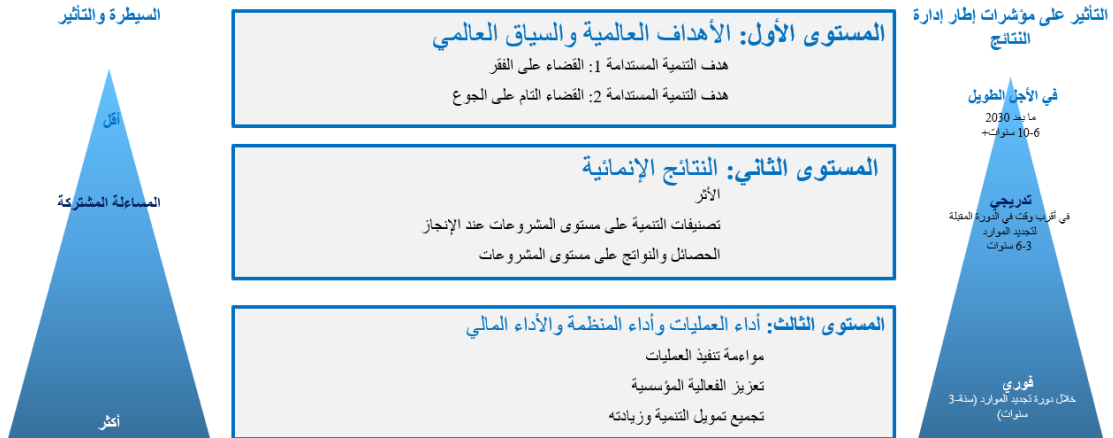 التأثير على مؤشرات إطار إدارة
النتائج
في الأجل الطويل
ما بعد 2030
6-10 سنوات+
تدريجي
في أقرب وقت في الدورة المقبلة
لتجديد الموارد
3-6 سنوات
فوري
خلال دورة تجديد الموارد (سنة-3
سنوات)
المستوى الأول: الأهداف العالمية والسياق العالمي
هدف التنمية المستدامة 1: القضاء على الفقر
هدف التنمية المستدامة 2: القضاء التام على الجوع
المستوى الثاني: النتائج الإنمائية
الأثر
تصنيفات التنمية على مستوى المشروعات عند الإنجاز
الحصائل والنواتج على مستوى المشروعات
المستوى الثالث: أداء العمليات وأداء المنظمة والأداء المالي
مواءمة تنفيذ العمليات
تعزيز الفعالية المؤسسية
تجميع تمويل التنمية وزيادته
السيطرة والتأثير
أقل
المساءلة المشتركة
أكثر